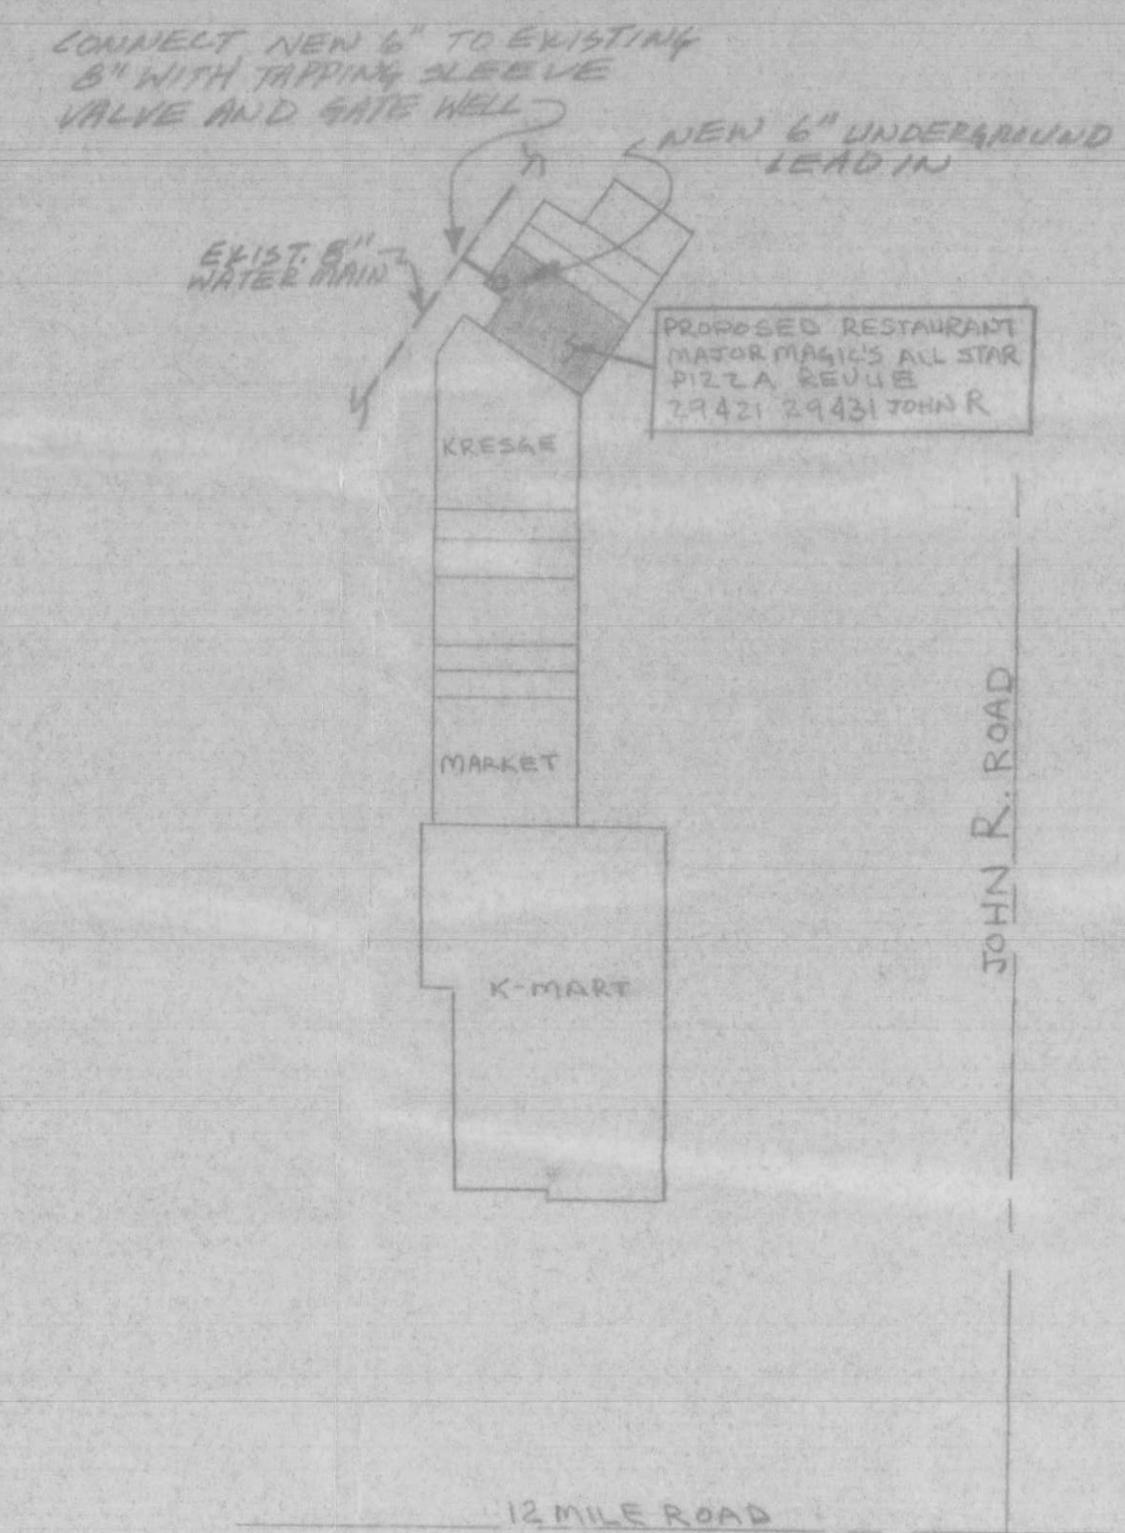 CONNECT NEW 6" TO EXISTING
8" WITH TAPPING SLEEVE
VALVE AND GATE WELL
NEW 6" UNDERGROUND
LEAD IN
EXIST. 8"
WATER MAIN
PROPOSED RESTAURANT
MAJOR MAGIC'S ALL STAR
PIZZA REVUE
29421 29431 JOHN R
KRESGE
MARKET
K-MART
JOHN R. ROAD
12 MILE ROAD